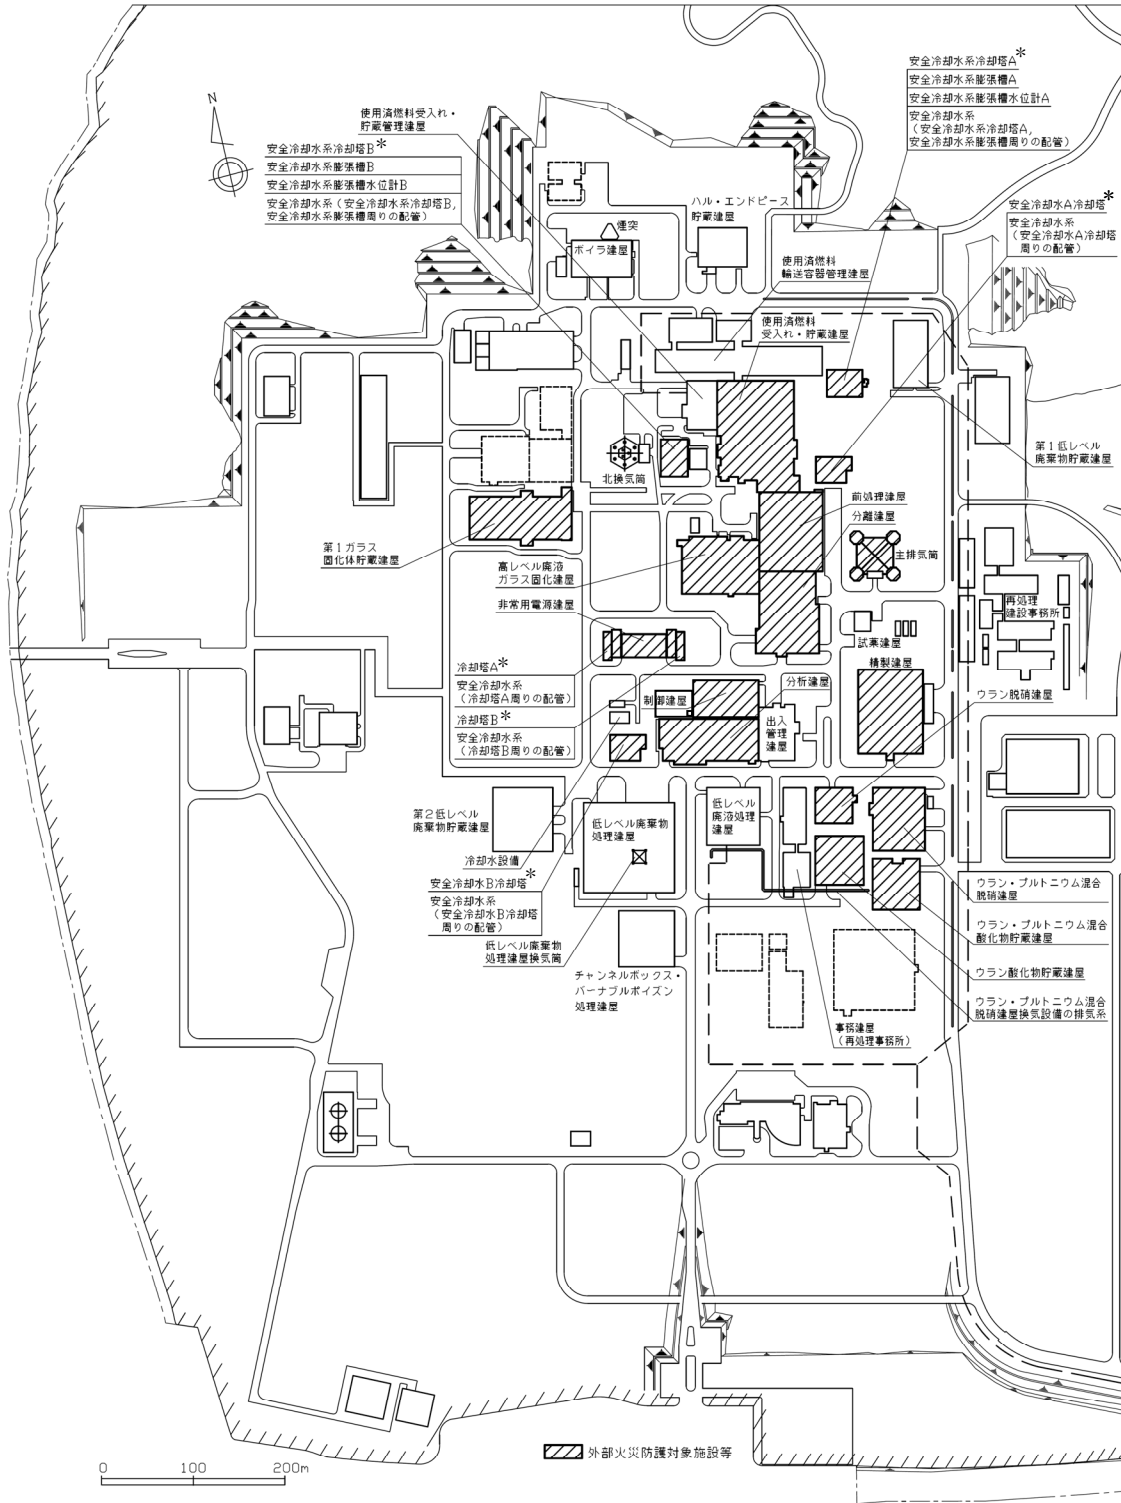 安全冷却水系冷却塔A*
安全冷却水系膨張槽A
安全冷却水系膨張槽水位計A
安全冷却水系
（安全冷却水系冷却塔A,
安全冷却水系膨張槽周りの配管）
使用済燃料受入れ・
貯蔵管理建屋
N
安全冷却水系冷却塔B*
安全冷却水系膨張槽B
安全冷却水系膨張槽水位計B
安全冷却水系（安全冷却水系冷却塔B,
安全冷却水系膨張槽周りの配管）
ハル・エンドピース
貯蔵建屋
安全冷却水A冷却塔*
安全冷却水系
（安全冷却水A冷却塔
周りの配管）
煙突
ボイラ建屋
使用済燃料
輸送容器管理建屋
使用済燃料
受入れ・貯蔵建屋
第1低レベル
廃棄物貯蔵建屋
北換気筒
前処理建屋
分離建屋
主排気筒
第1ガラス
固化体貯蔵建屋
高レベル廃液
ガラス固化建屋
非常用電源建屋
再処理
建設事務所
試薬建屋
精製建屋
冷却塔A*
安全冷却水系
（冷却塔A周りの配管）
分析建屋
ウラン脱硝建屋
制御建屋
冷却塔B*
安全冷却水系
（冷却塔B周りの配管）
出入
管理
建屋
第2低レベル
廃棄物貯蔵建屋
低レベル廃棄物
処理建屋
低レベル
廃液処理
建屋
冷却水設備
安全冷却水B冷却塔*
安全冷却水系
（安全冷却水B冷却塔
周りの配管）
ウラン・プルトニウム混合
脱硝建屋
ウラン・プルトニウム混合
酸化物貯蔵建屋
低レベル廃棄物
処理建屋換気筒
ウラン酸化物貯蔵建屋
チャンネルボックス・
バーナブルポイズン
処理建屋
ウラン・プルトニウム混合
脱硝建屋換気設備の排気系
事務建屋
（再処理事務所）
外部火災防護対象施設等
0 100 200m